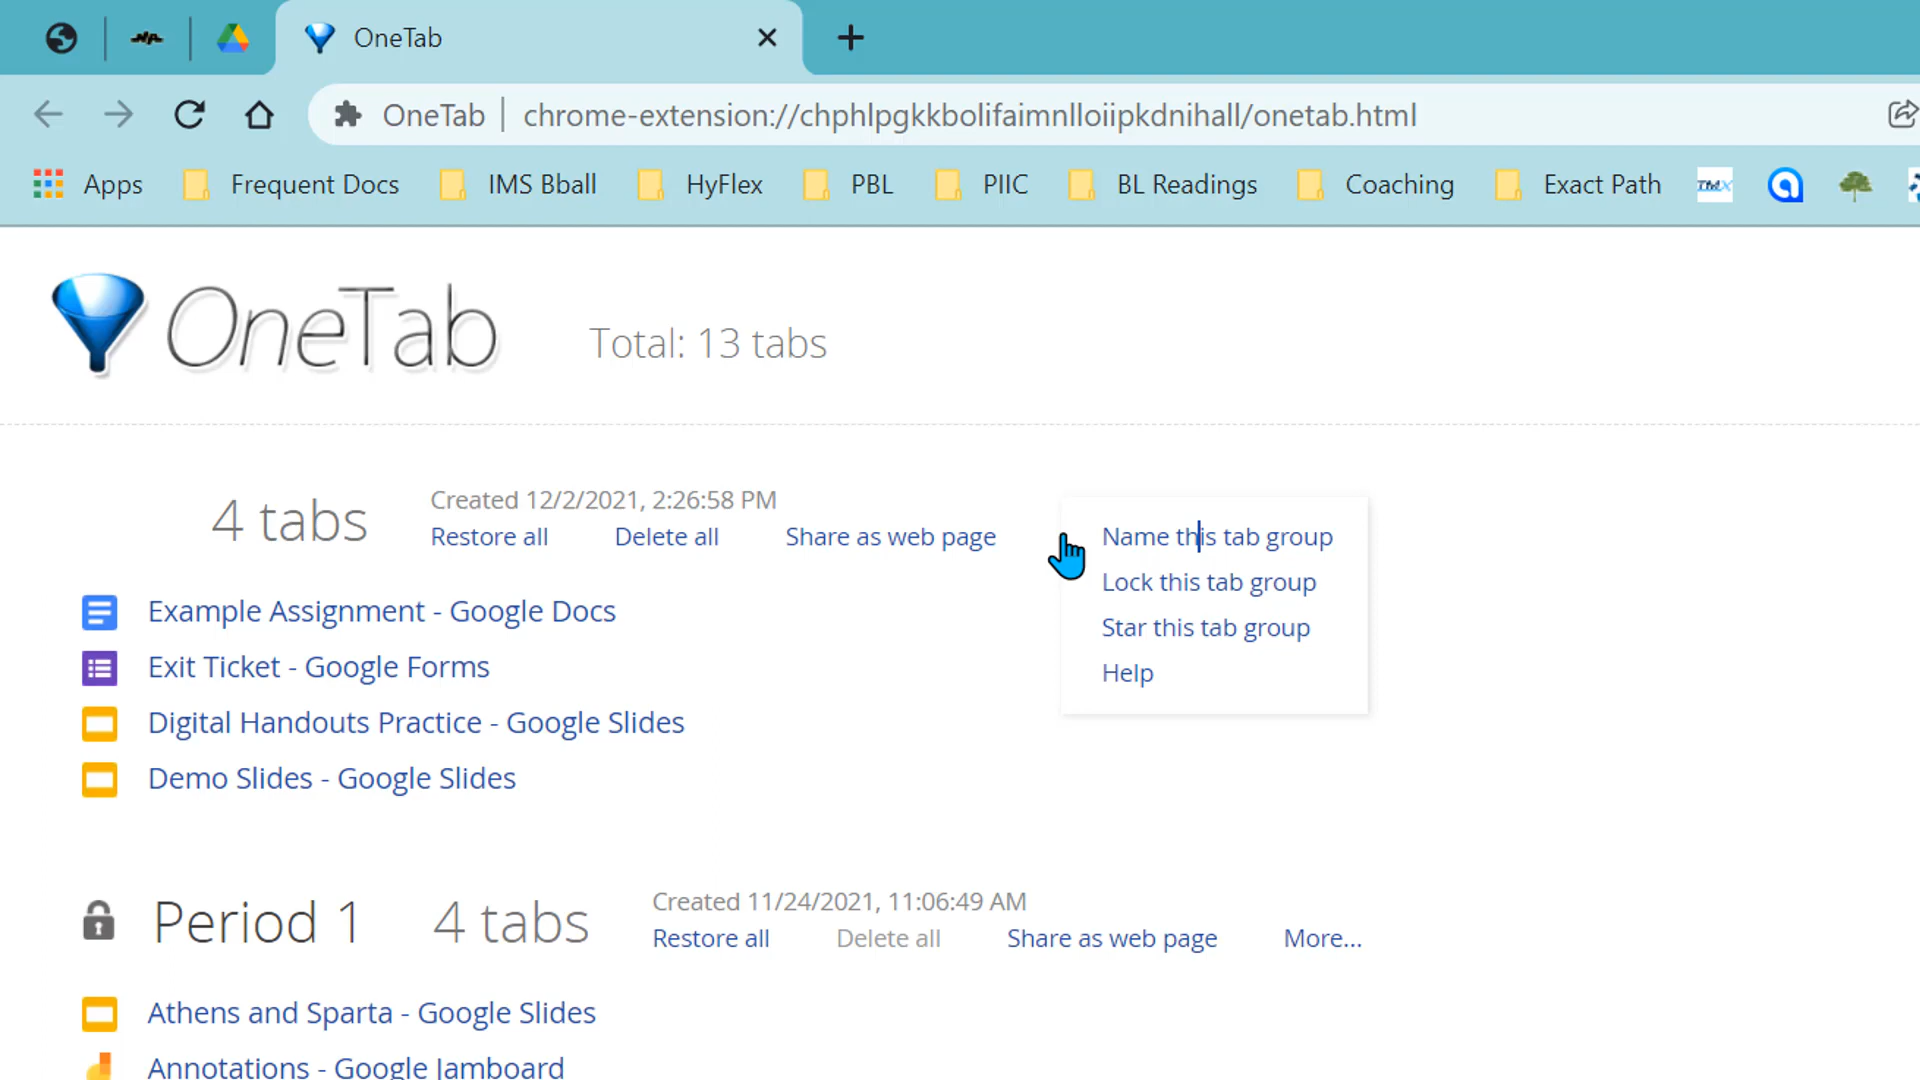 OneTab
OneTab | chrome-extension://chphlpgkkbolifaimnlloiipkdnihall/onetab.html
Apps Frequent Docs IMS Bball HyFlex PBL PIIC BL Readings Coaching Exact Path
OneTab Total: 13 tabs
4 tabs
Created 12/2/2021, 2:26:58 PM
Restore all Delete all Share as web page
Name this tab group
Lock this tab group
Star this tab group
Help
Example Assignment - Google Docs
Exit Ticket - Google Forms
Digital Handouts Practice - Google Slides
Demo Slides - Google Slides
Period 1 4 tabs
Created 11/24/2021, 11:06:49 AM
Restore all Delete all Share as web page More...
Athens and Sparta - Google Slides
Annotations - Google Jamboard